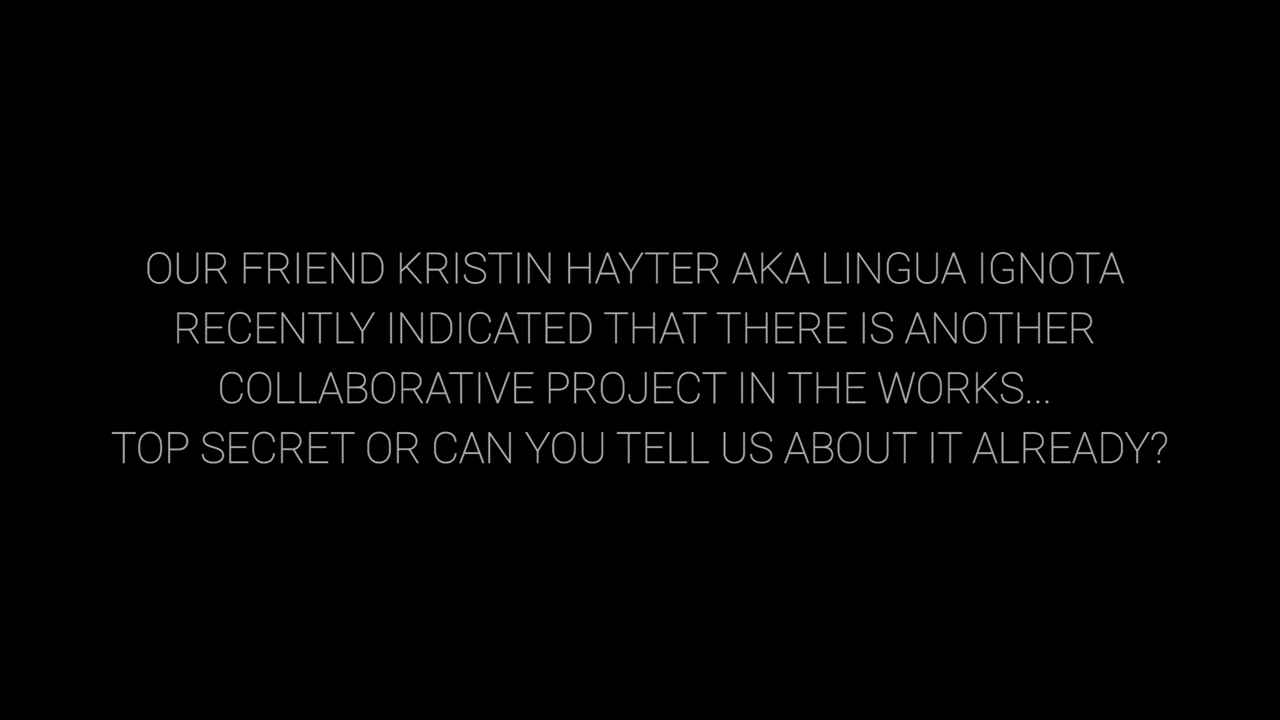 OUR FRIEND KRISTIN HAYTER AKA LINGUA IGNOTA
RECENTLY INDICATED THAT THERE IS ANOTHER
COLLABORATIVE PROJECT IN THE WORKS...
TOP SECRET OR CAN YOU TELL US ABOUT IT ALREADY?